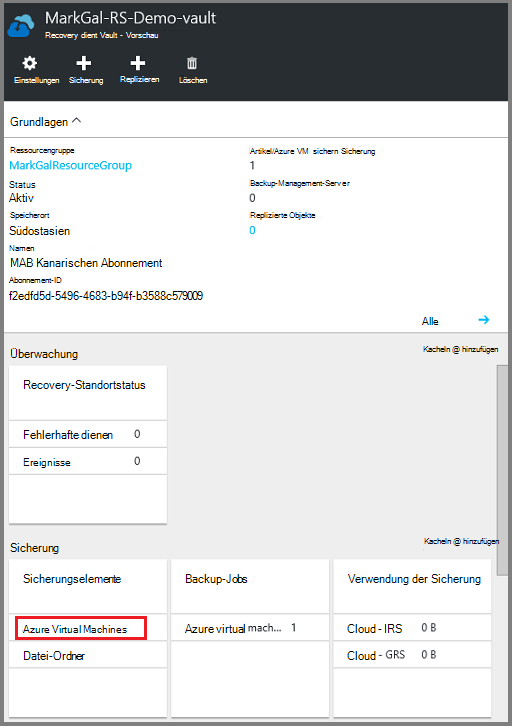 MarkGal-RS-Demo-vault
Recovery dient Vault - Vorschau
Einstellungen Sicherung Replizieren Löschen
Grundlagen
Ressourcengruppe
MarkGalResourceGroup
Status
Aktiv
Speicherort
Südostasien
Namen
MAB Kanarischen Abonnement
Abonnement-ID
f2edfd5d-5496-4683-b94f-b3588c579009
Artikel/Azure VM sichern Sicherung
1
Backup-Management-Server
0
Replizierte Objekte
0
Alle
Überwachung
Kacheln @ hinzufügen
Recovery-Standortstatus
Fehlerhafte dienen 0
Ereignisse 0
Sicherung
Kacheln @ hinzufügen
Sicherungselemente
Azure Virtual Machines
Datei-Ordner
Backup-Jobs
Azure virtual mach... 1
Verwendung der Sicherung
Cloud - IRS 0 B
Cloud - GRS 0 B